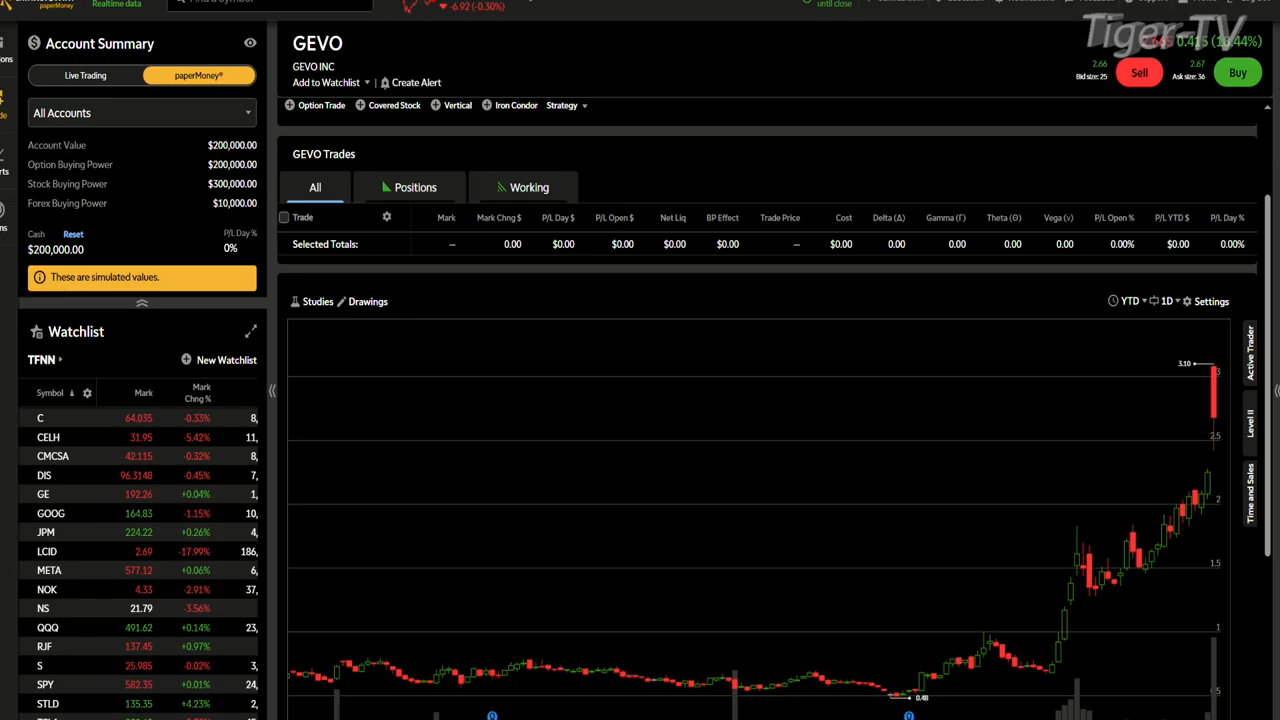 paperMoney
Realtime data
-6.92 (-0.30%)
until close
Tiger-TV
Account Summary
Live Trading
paperMoney®
All Accounts
Account Value $200,000.00
Option Buying Power $200,000.00
Stock Buying Power $300,000.00
Forex Buying Power $10,000.00
Cash Reset P/L Day %
$200,000.00 0%
These are simulated values.
Watchlist
TFNN
New Watchlist
Symbol Mark Mark Chng %
C 64.035 -0.33% 8,
CELH 31.95 -5.42% 11,
CMCSA 42.115 -0.32% 8,
DIS 96.3148 -0.45% 7,
GE 192.26 +0.04% 1,
GOOG 164.83 -1.15% 10,
JPM 224.22 +0.26% 4,
LCID 2.69 -17.99% 186,
META 577.12 +0.06% 6,
NOK 4.33 -2.91% 37,
NS 21.79 -3.56%
QQQ 491.62 +0.14% 23,
RJF 137.45 +0.97%
S 25.985 -0.02% 3,
SPY 582.35 +0.01% 24,
STLD 135.35 +4.23% 2,
GEVO
GEVO INC
Add to Watchlist
Create Alert
2.66
Bid size: 25
Sell
2.67
Ask size: 36
Buy
Option Trade
Covered Stock
Vertical
Iron Condor
Strategy
GEVO Trades
All
Positions
Working
Trade Mark Mark Chng $ P/L Day $ P/L Open $ Net Liq BP Effect Trade Price Cost Delta (Δ) Gamma (Γ) Theta (Θ) Vega (ν) P/L Open % P/L YTD $ P/L Day %
Selected Totals: — 0.00 $0.00 $0.00 $0.00 $0.00 — $0.00 0.00 0.00 0.00 0.00 0.00% $0.00 0.00%
Studies
Drawings
YTD
1D
Settings
3.10
3
2.5
2
1.5
1
0.5
0.48
Active Trader
Level II
Time and Sales